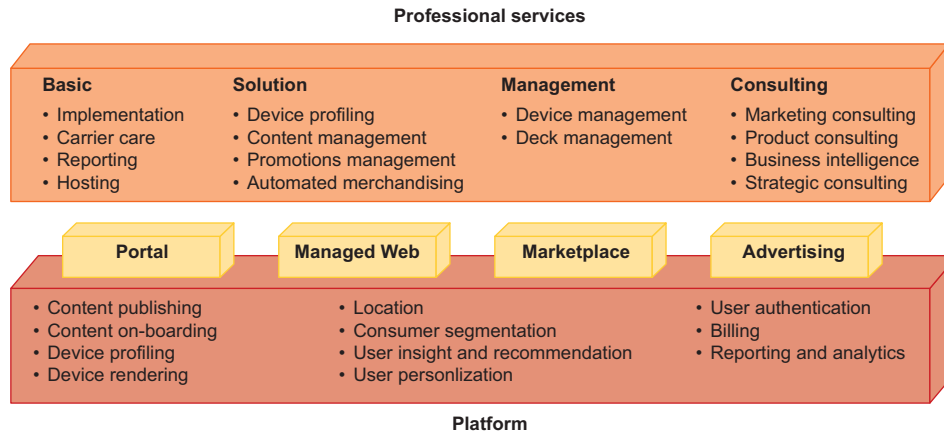 Professional services
Basic
• Implementation
• Carrier care
• Reporting
• Hosting
Solution
• Device profiling
• Content management
• Promotions management
• Automated merchandising
Management
• Device management
• Deck management
Consulting
• Marketing consulting
• Product consulting
• Business intelligence
• Strategic consulting
Portal
Managed Web
Marketplace
Advertising
• Content publishing
• Content on-boarding
• Device profiling
• Device rendering
• Location
• Consumer segmentation
• User insight and recommendation
• User personlization
• User authentication
• Billing
• Reporting and analytics
Platform